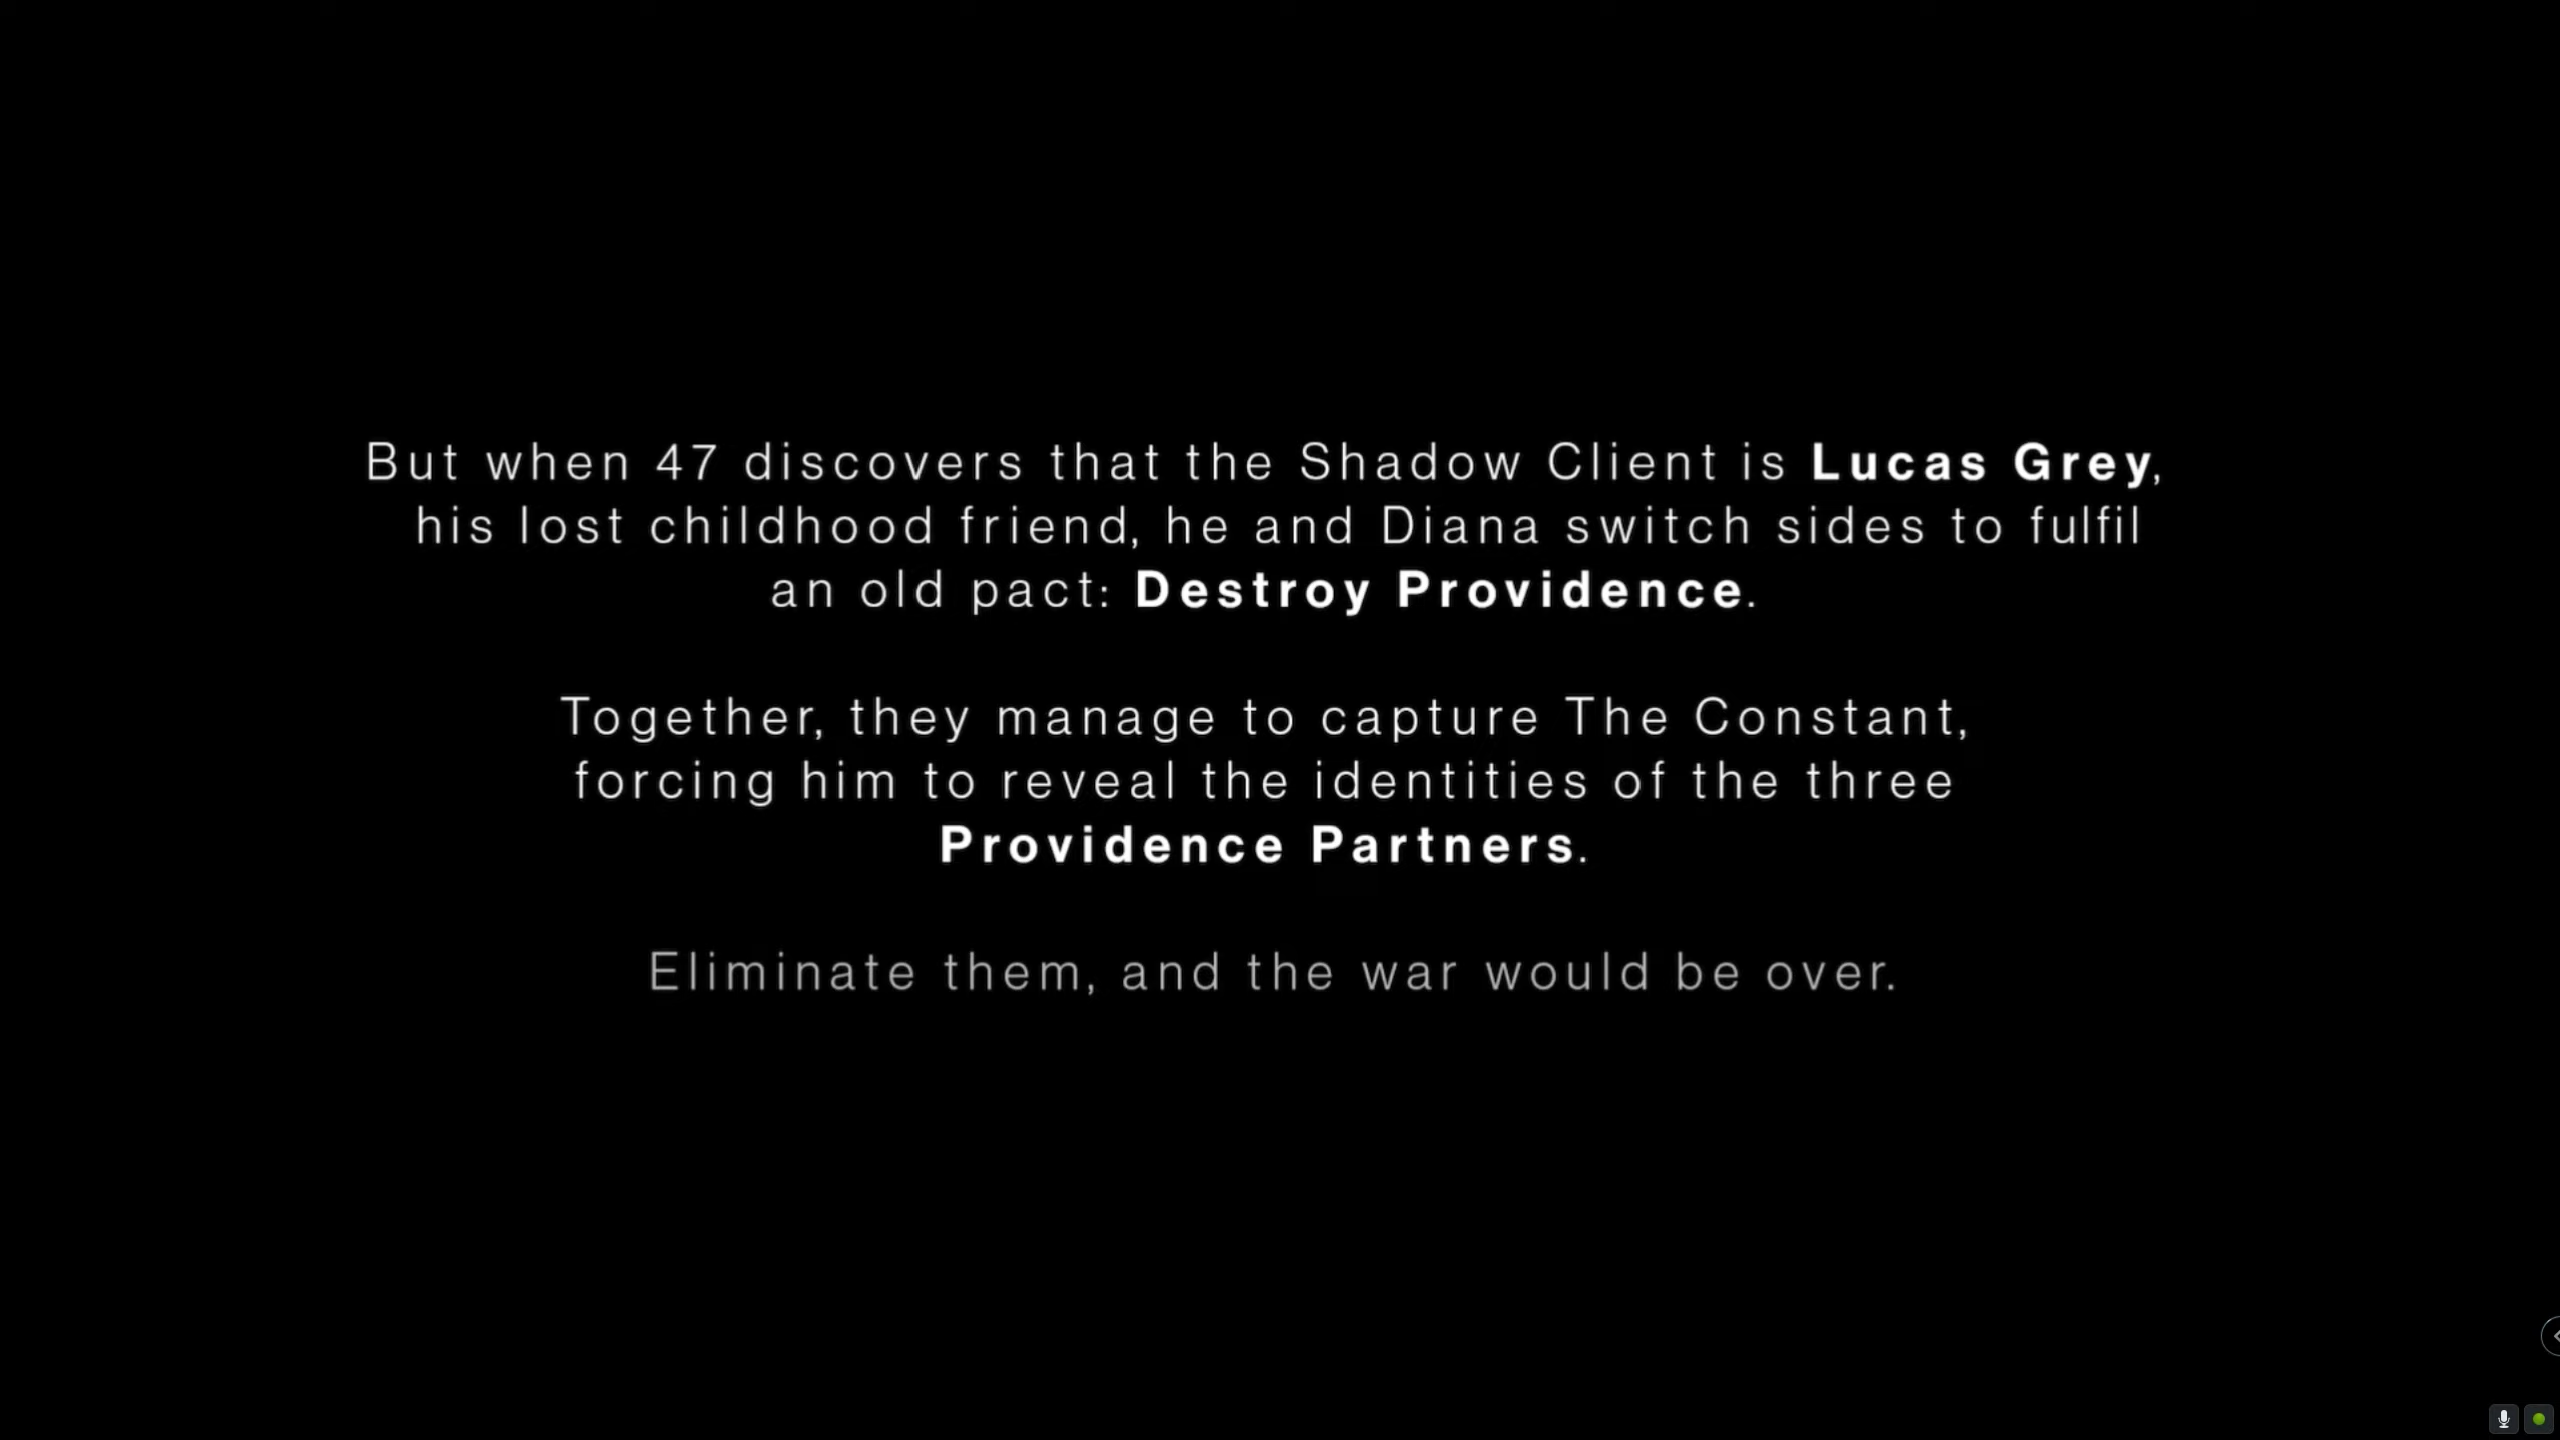 But when 47 discovers that the Shadow Client is Lucas Grey,
his lost childhood friend, he and Diana switch sides to fulfil
an old pact: Destroy Providence.
Together, they manage to capture The Constant,
forcing him to reveal the identities of the three
Providence Partners.
Eliminate them, and the war would be over.